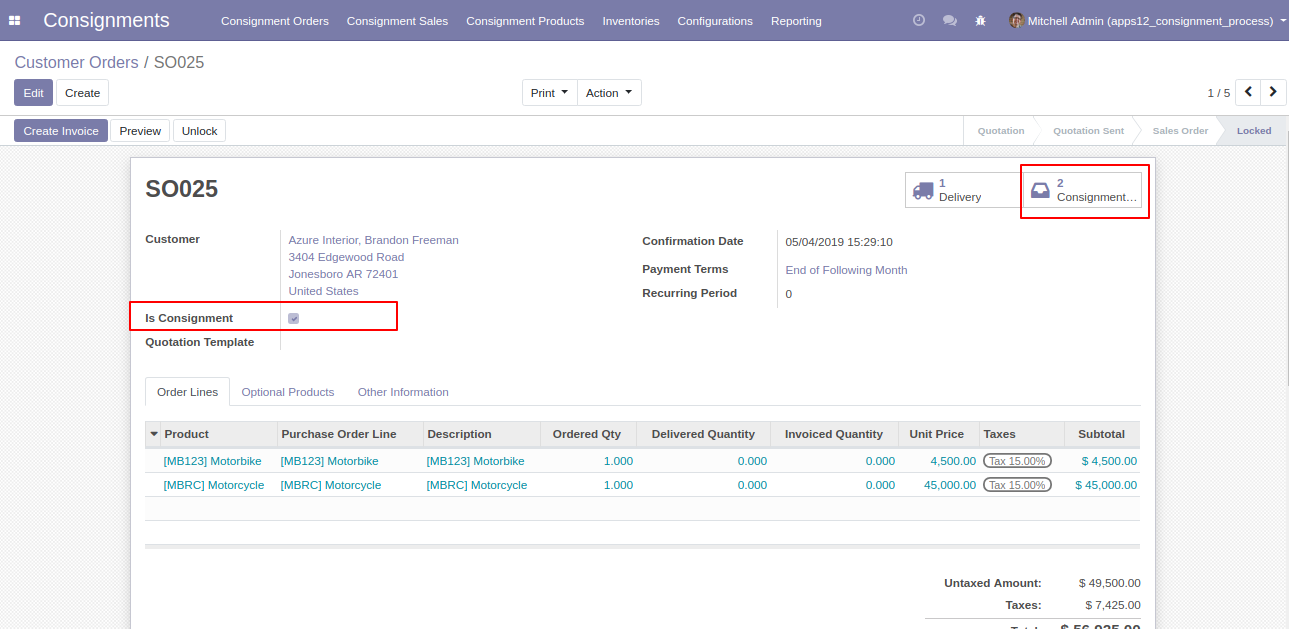 Consignments Consignment Orders Consignment Sales Consignment Products Inventories Configurations Reporting Mitchell Admin (apps12_consignment_process)
Customer Orders / SO025
Edit Create Print Action 1 / 5
Create Invoice Preview Unlock Quotation Quotation Sent Sales Order Locked
SO025
1
Delivery
2
Consignment...
Customer
Azure Interior, Brandon Freeman
3404 Edgewood Road
Jonesboro AR 72401
United States
Is Consignment
Quotation Template
Confirmation Date 05/04/2019 15:29:10
Payment Terms End of Following Month
Recurring Period 0
Order Lines Optional Products Other Information
Product Purchase Order Line Description Ordered Qty Delivered Quantity Invoiced Quantity Unit Price Taxes Subtotal
[MB123] Motorbike [MB123] Motorbike [MB123] Motorbike 1.000 0.000 0.000 4,500.00 Tax 15.00% $ 4,500.00
[MBRC] Motorcycle [MBRC] Motorcycle [MBRC] Motorcycle 1.000 0.000 0.000 45,000.00 Tax 15.00% $ 45,000.00
Untaxed Amount: $ 49,500.00
Taxes: $ 7,425.00
Total: $ 56,925.00